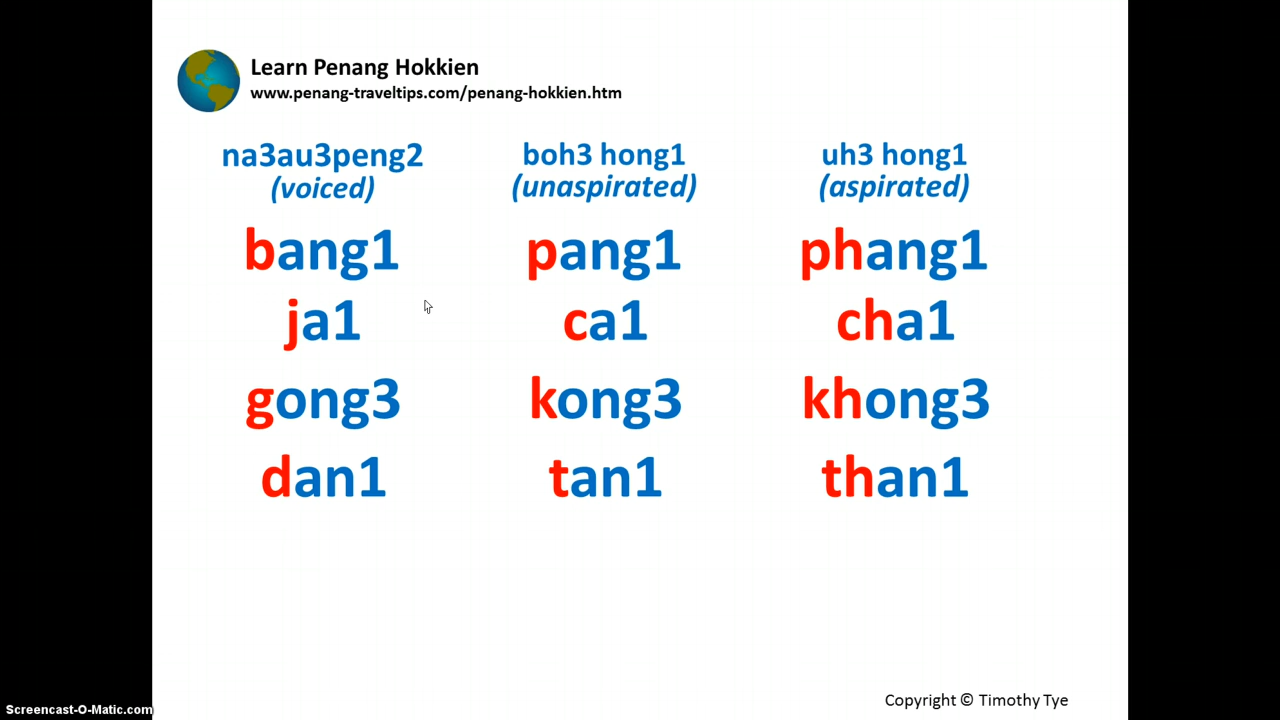 Learn Penang Hokkien
www.penang-traveltips.com/penang-hokkien.htm
na3au3peng2 boh3 hong1 uh3 hong1
(voiced) (unaspirated) (aspirated)
bang1 pang1 phang1
ja1 ca1 cha1
gong3 kong3 khong3
dan1 tan1 than1
Copyright © Timothy Tye
Screencast-O-Matic.com